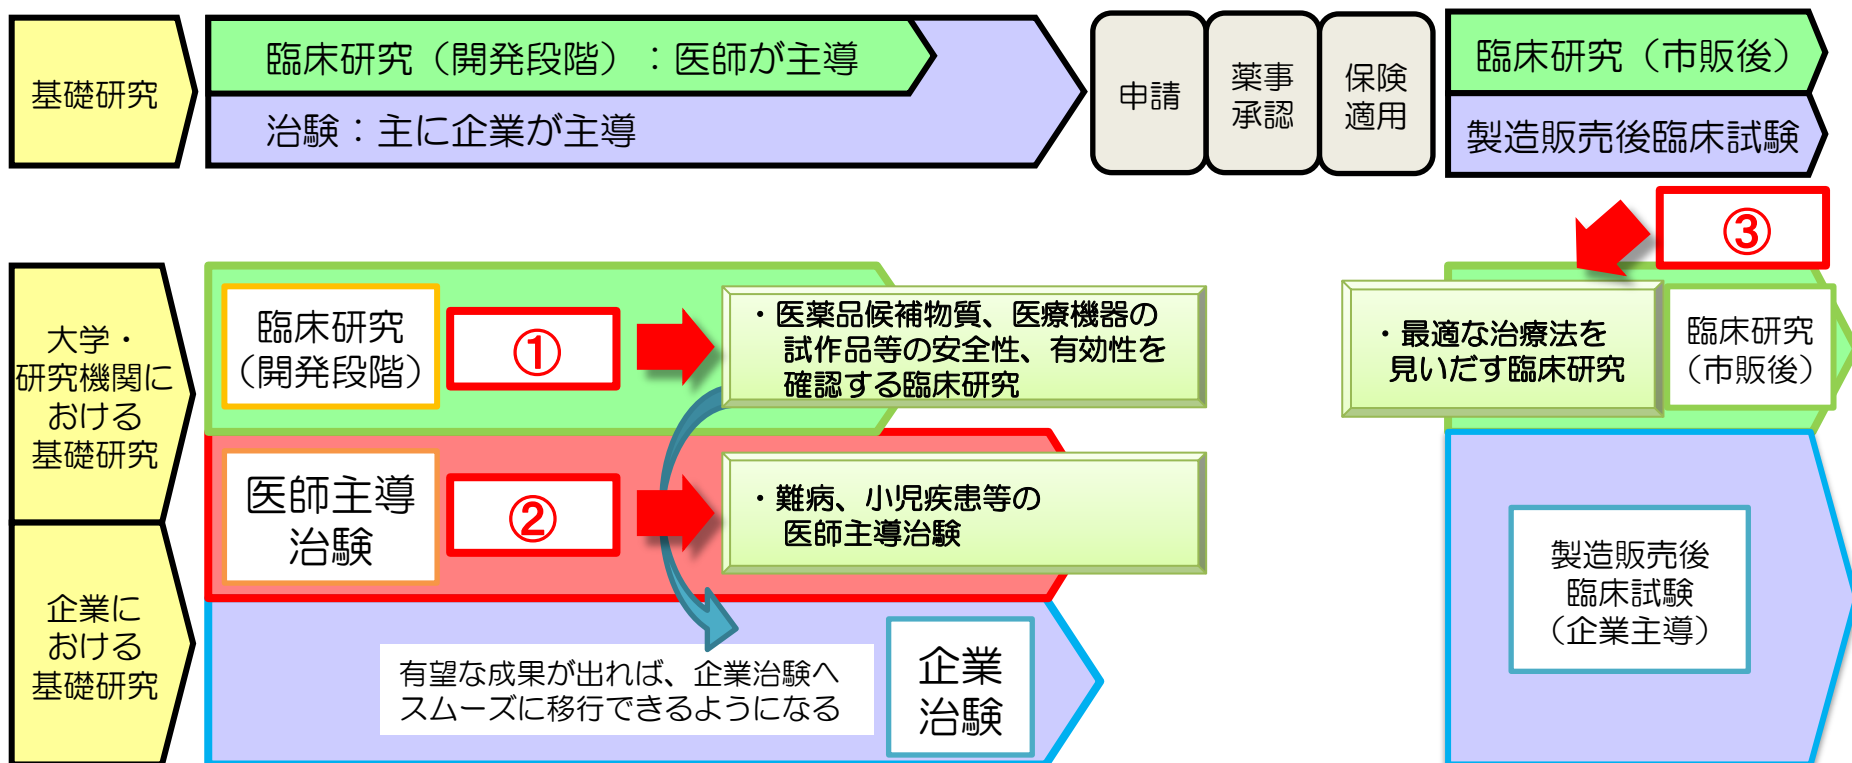 基礎研究
臨床研究（開発段階）：医師が主導
治験：主に企業が主導
申請
薬事
承認
保険
適用
臨床研究（市販後）
製造販売後臨床試験
大学・
研究機関に
おける
基礎研究
企業に
おける
基礎研究
臨床研究
（開発段階）
①
・医薬品候補物質、医療機器の
試作品等の安全性、有効性を
確認する臨床研究
医師主導
治験
②
・難病、小児疾患等の
医師主導治験
有望な成果が出れば、企業治験へ
スムーズに移行できるようになる
企業
治験
③
・最適な治療法を
見いだす臨床研究
臨床研究
（市販後）
製造販売後
臨床試験
（企業主導）